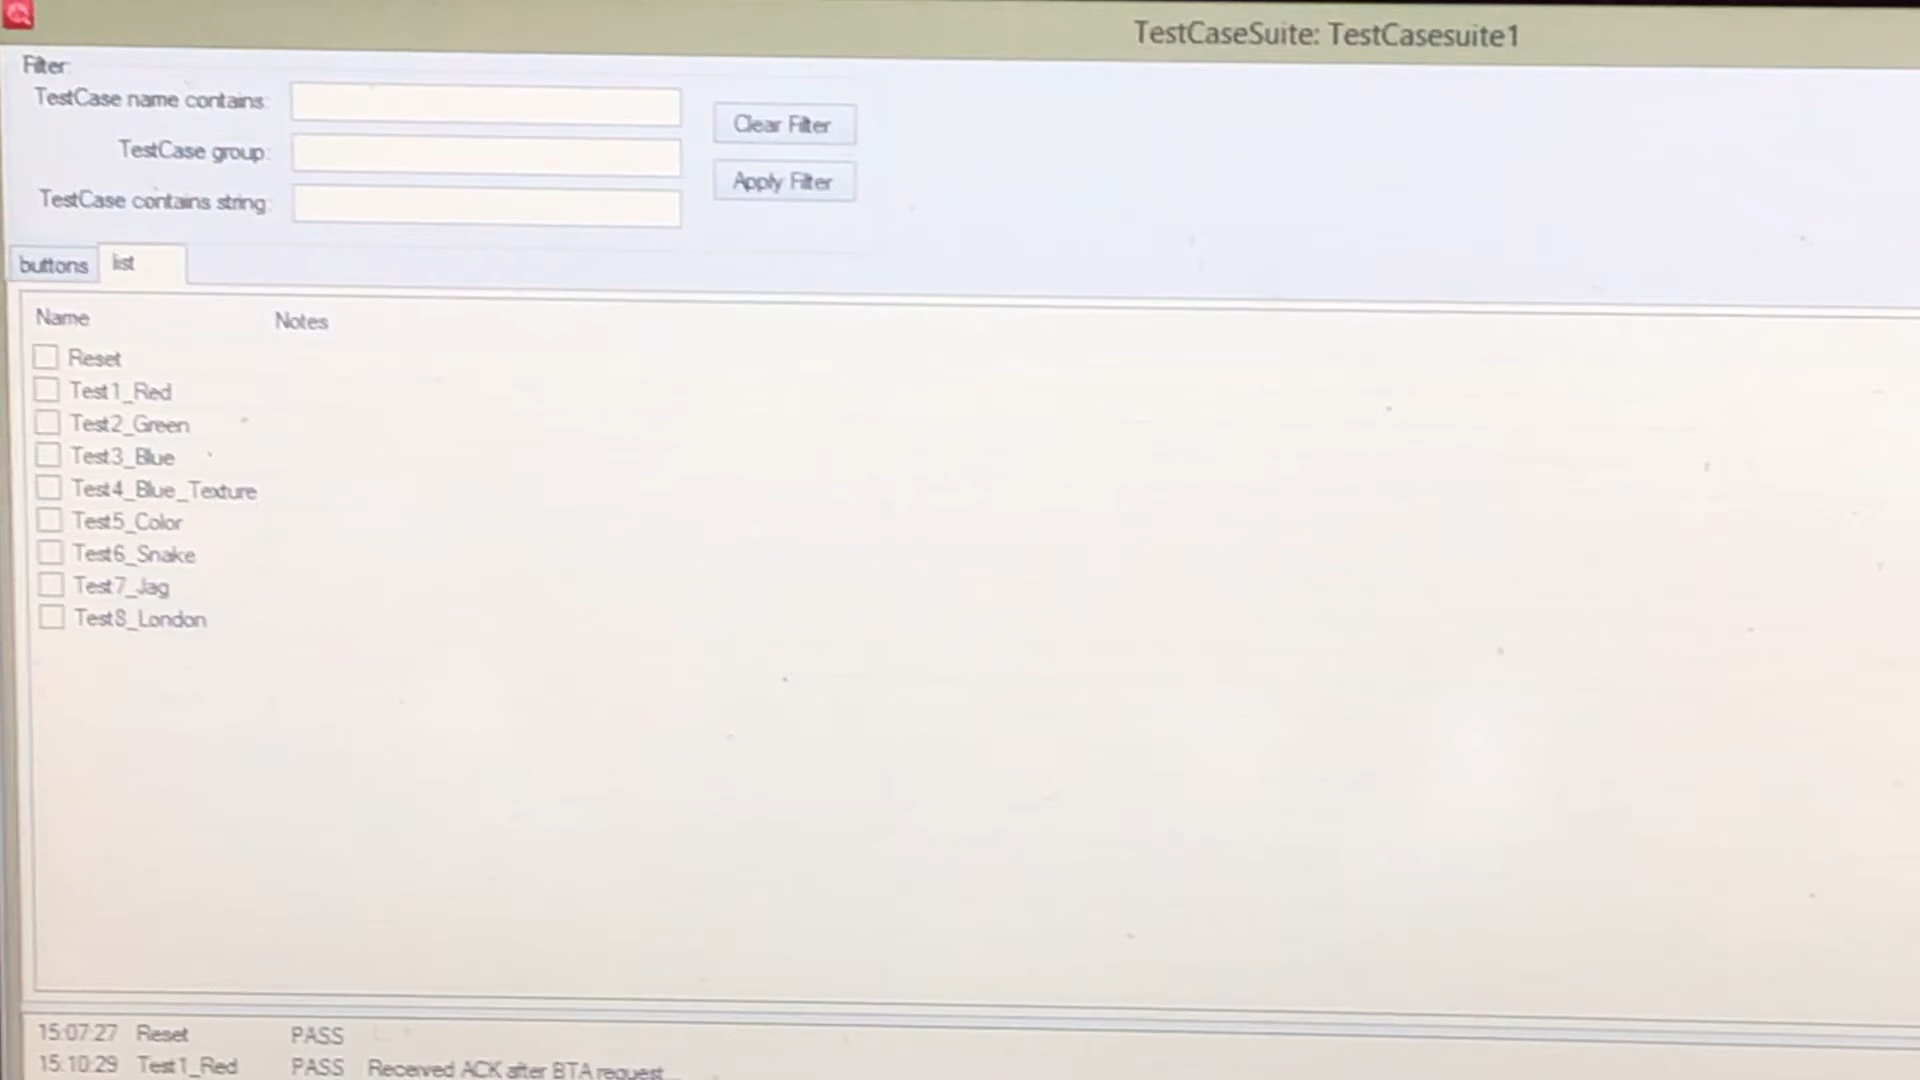 TestCaseSuite: TestCasesuite1
Filter:
TestCase name contains:
Clear Filter
TestCase group:
Apply Filter
TestCase contains string:
buttons list
Name Notes
Reset
Test1_Red
Test2_Green
Test3_Blue
Test4_Blue_Texture
Test5_Color
Test6_Snake
Test7_Jag
Test8_London
15:07:27 Reset PASS
15:10:29 Test1_Red PASS Received ACK after BTA request...